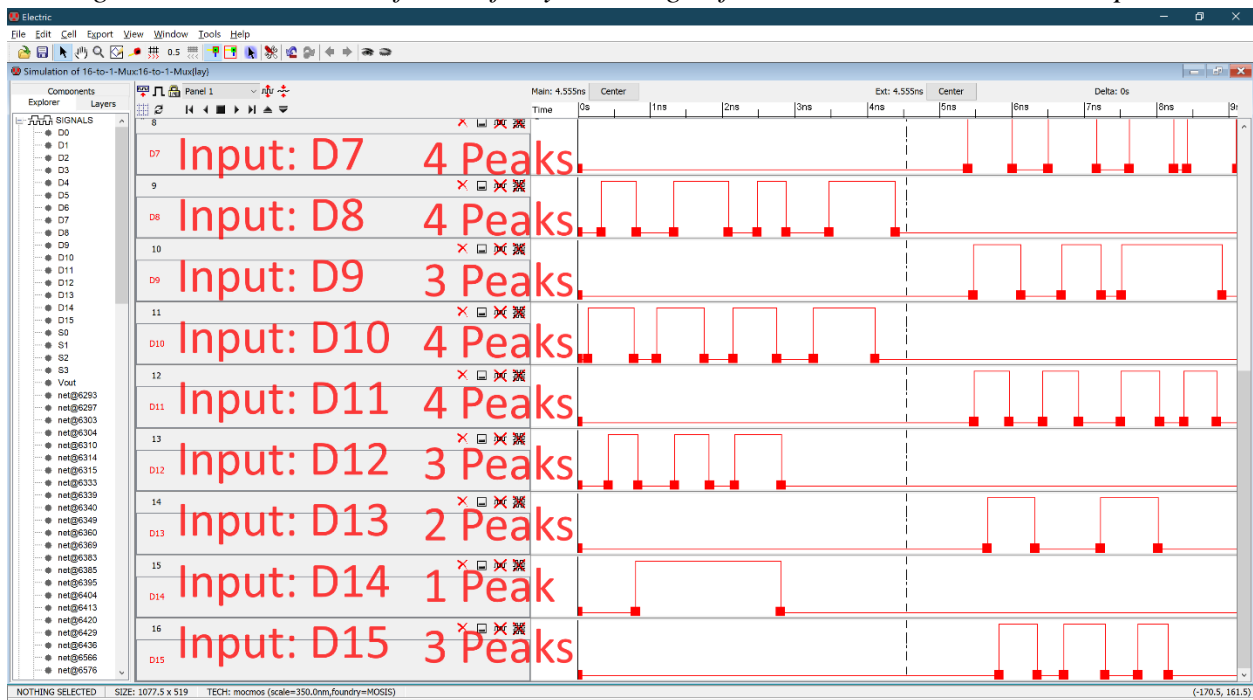 Electric
File Edit Cell Export View Window Tools Help
0.5
Simulation of 16-to-1-Mux:16-to-1-Mux{lay}
Components
Explorer Layers
SIGNALS
D0
D1
D2
D3
D4
D5
D6
D7
D8
D9
D10
D11
D12
D13
D14
D15
S0
S1
S2
S3
Vout
net@6293
net@6297
net@6303
net@6304
net@6310
net@6314
net@6315
net@6333
net@6339
net@6340
net@6349
net@6360
net@6369
net@6383
net@6385
net@6395
net@6404
net@6413
net@6420
net@6429
net@6436
net@6566
net@6576
Panel 1
Main: 4.555ns Center Ext: 4.555ns Center Delta: 0s
Time 0s 1ns 2ns 3ns 4ns 5ns 6ns 7ns 8ns
8
D7 Input: D7 4 Peaks
9
D8 Input: D8 4 Peaks
10
D9 Input: D9 3 Peaks
11
D10 Input: D10 4 Peaks
12
D11 Input: D11 4 Peaks
13
D12 Input: D12 3 Peaks
14
D13 Input: D13 2 Peaks
15
D14 Input: D14 1 Peak
16
D15 Input: D15 3 Peaks
NOTHING SELECTED SIZE: 1077.5 x 519 TECH: mocmos (scale=350.0nm,foundry=MOSIS) (-170.5, 161.5)